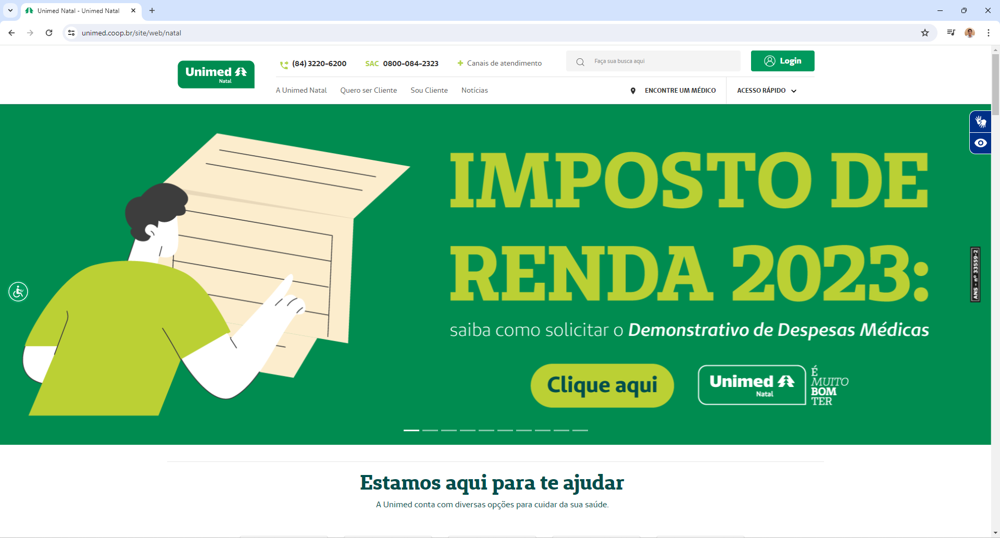 Unimed Natal - Unimed Natal
unimed.coop.br/site/web/natal
Unimed
Natal
(84) 3220-6200
SAC 0800-084-2323
Canais de atendimento
Faça sua busca aqui
Login
A Unimed Natal
Quero ser Cliente
Sou Cliente
Notícias
ENCONTRE UM MÉDICO
ACESSO RÁPIDO
IMPOSTO DE
RENDA 2023:
saiba como solicitar o Demonstrativo de Despesas Médicas
Clique aqui
Unimed
Natal
É
MUITO
BOM
TER
ANS - nº 33559-2
Estamos aqui para te ajudar
A Unimed conta com diversas opções para cuidar da sua saúde.